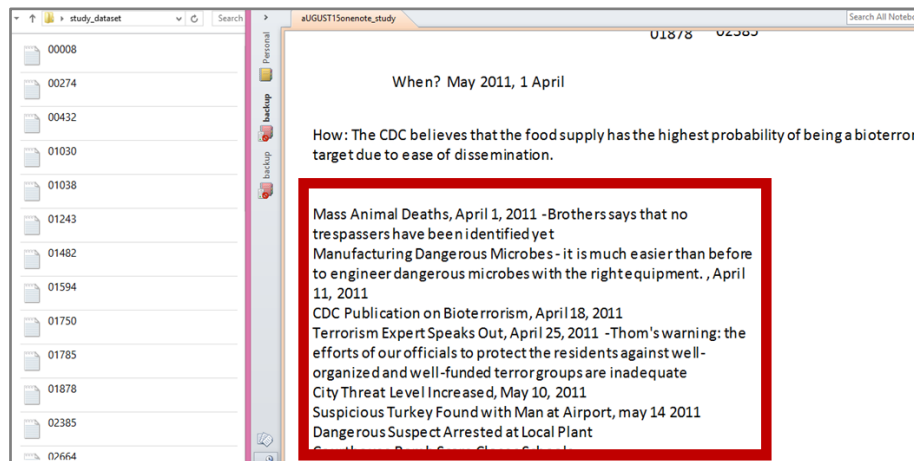 study_dataset
Search
00008
00274
00432
01030
01038
01243
01482
01594
01750
01785
01878
02385
02664
Personal
backup
backup
aUGUST15onenote_study
Search All Noteb
01878 02385
When? May 2011, 1 April
How: The CDC believes that the food supply has the highest probability of being a bioterror
target due to ease of dissemination.
Mass Animal Deaths, April 1, 2011 -Brothers says that no
trespassers have been identified yet
Manufacturing Dangerous Microbes - it is much easier than before
to engineer dangerous microbes with the right equipment. , April
11, 2011
CDC Publication on Bioterrorism, April 18, 2011
Terrorism Expert Speaks Out, April 25, 2011 -Thom's warning: the
efforts of our officials to protect the residents against well-
organized and well-funded terror groups are inadequate
City Threat Level Increased, May 10, 2011
Suspicious Turkey Found with Man at Airport, may 14 2011
Dangerous Suspect Arrested at Local Plant